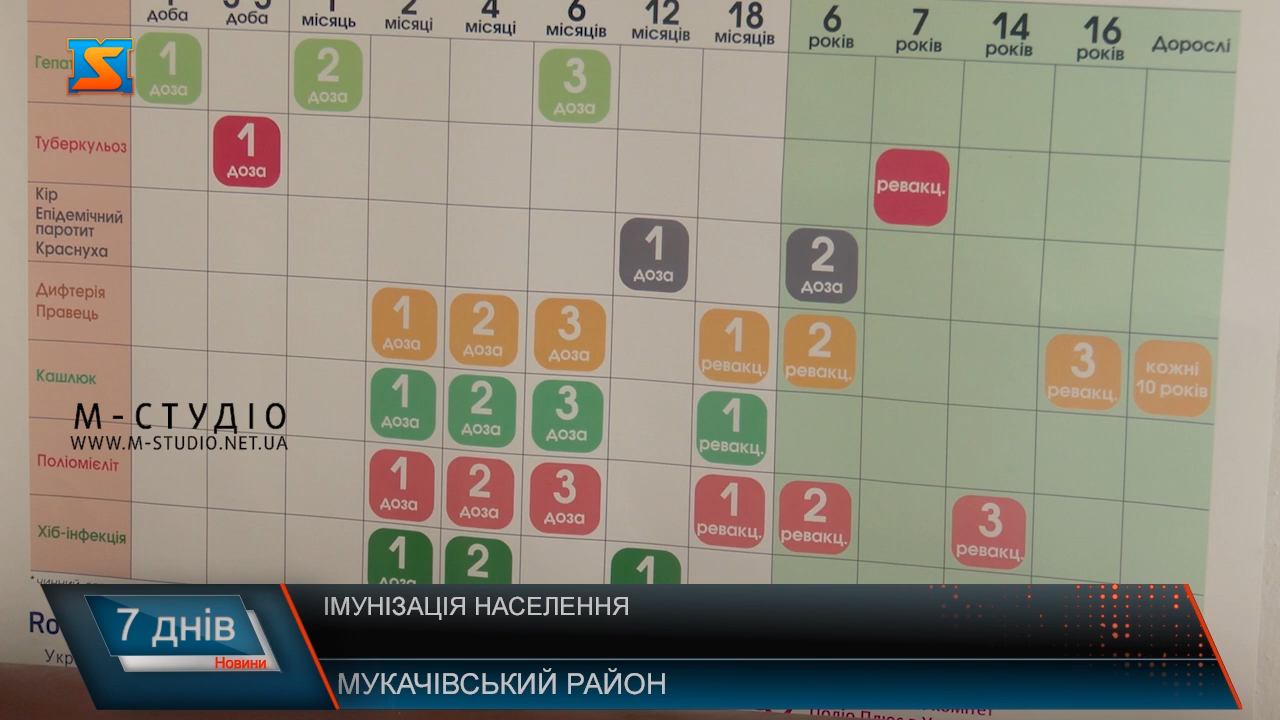 1 3-5 1 2 4 6 12 18 6 7 14 16
доба доба місяць місяці місяці місяців місяців місяців років років років років Дорослі
1 доза 2 доза 3 доза
Туберкульоз 1 доза ревакц.
Кір
Епідемічний
паротит
Краснуха
1 доза 2 доза
Дифтерія
Правець
1 доза 2 доза 3 доза 1 ревакц. 2 ревакц. 3 ревакц. кожні 10 років
Кашлюк 1 доза 2 доза 3 доза 1 ревакц.
М-СТУДІО
WWW.M-STUDIO.NET.UA
Поліомієліт 1 доза 2 доза 3 доза 1 ревакц. 2 ревакц. 3 ревакц.
Хіб-інфекція 1 доза 2 1
7 днів
Новини
ІМУНІЗАЦІЯ НАСЕЛЕННЯ
МУКАЧІВСЬКИЙ РАЙОН